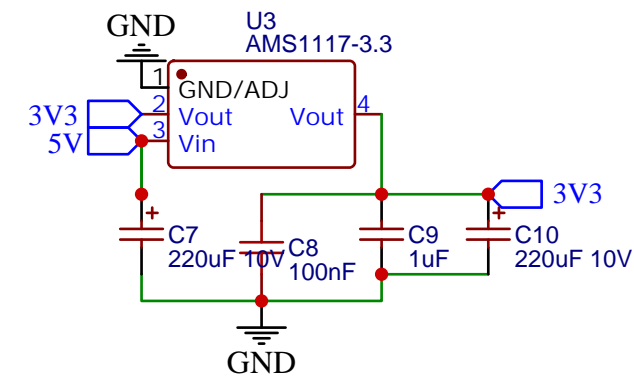 GND
U3
AMS1117-3.3
1
GND/ADJ
3V3
2
Vout
Vout
4
5V
3
Vin
3V3
+
C7
220uF 10V
C8
100nF
C9
1uF
+
C10
220uF 10V
GND